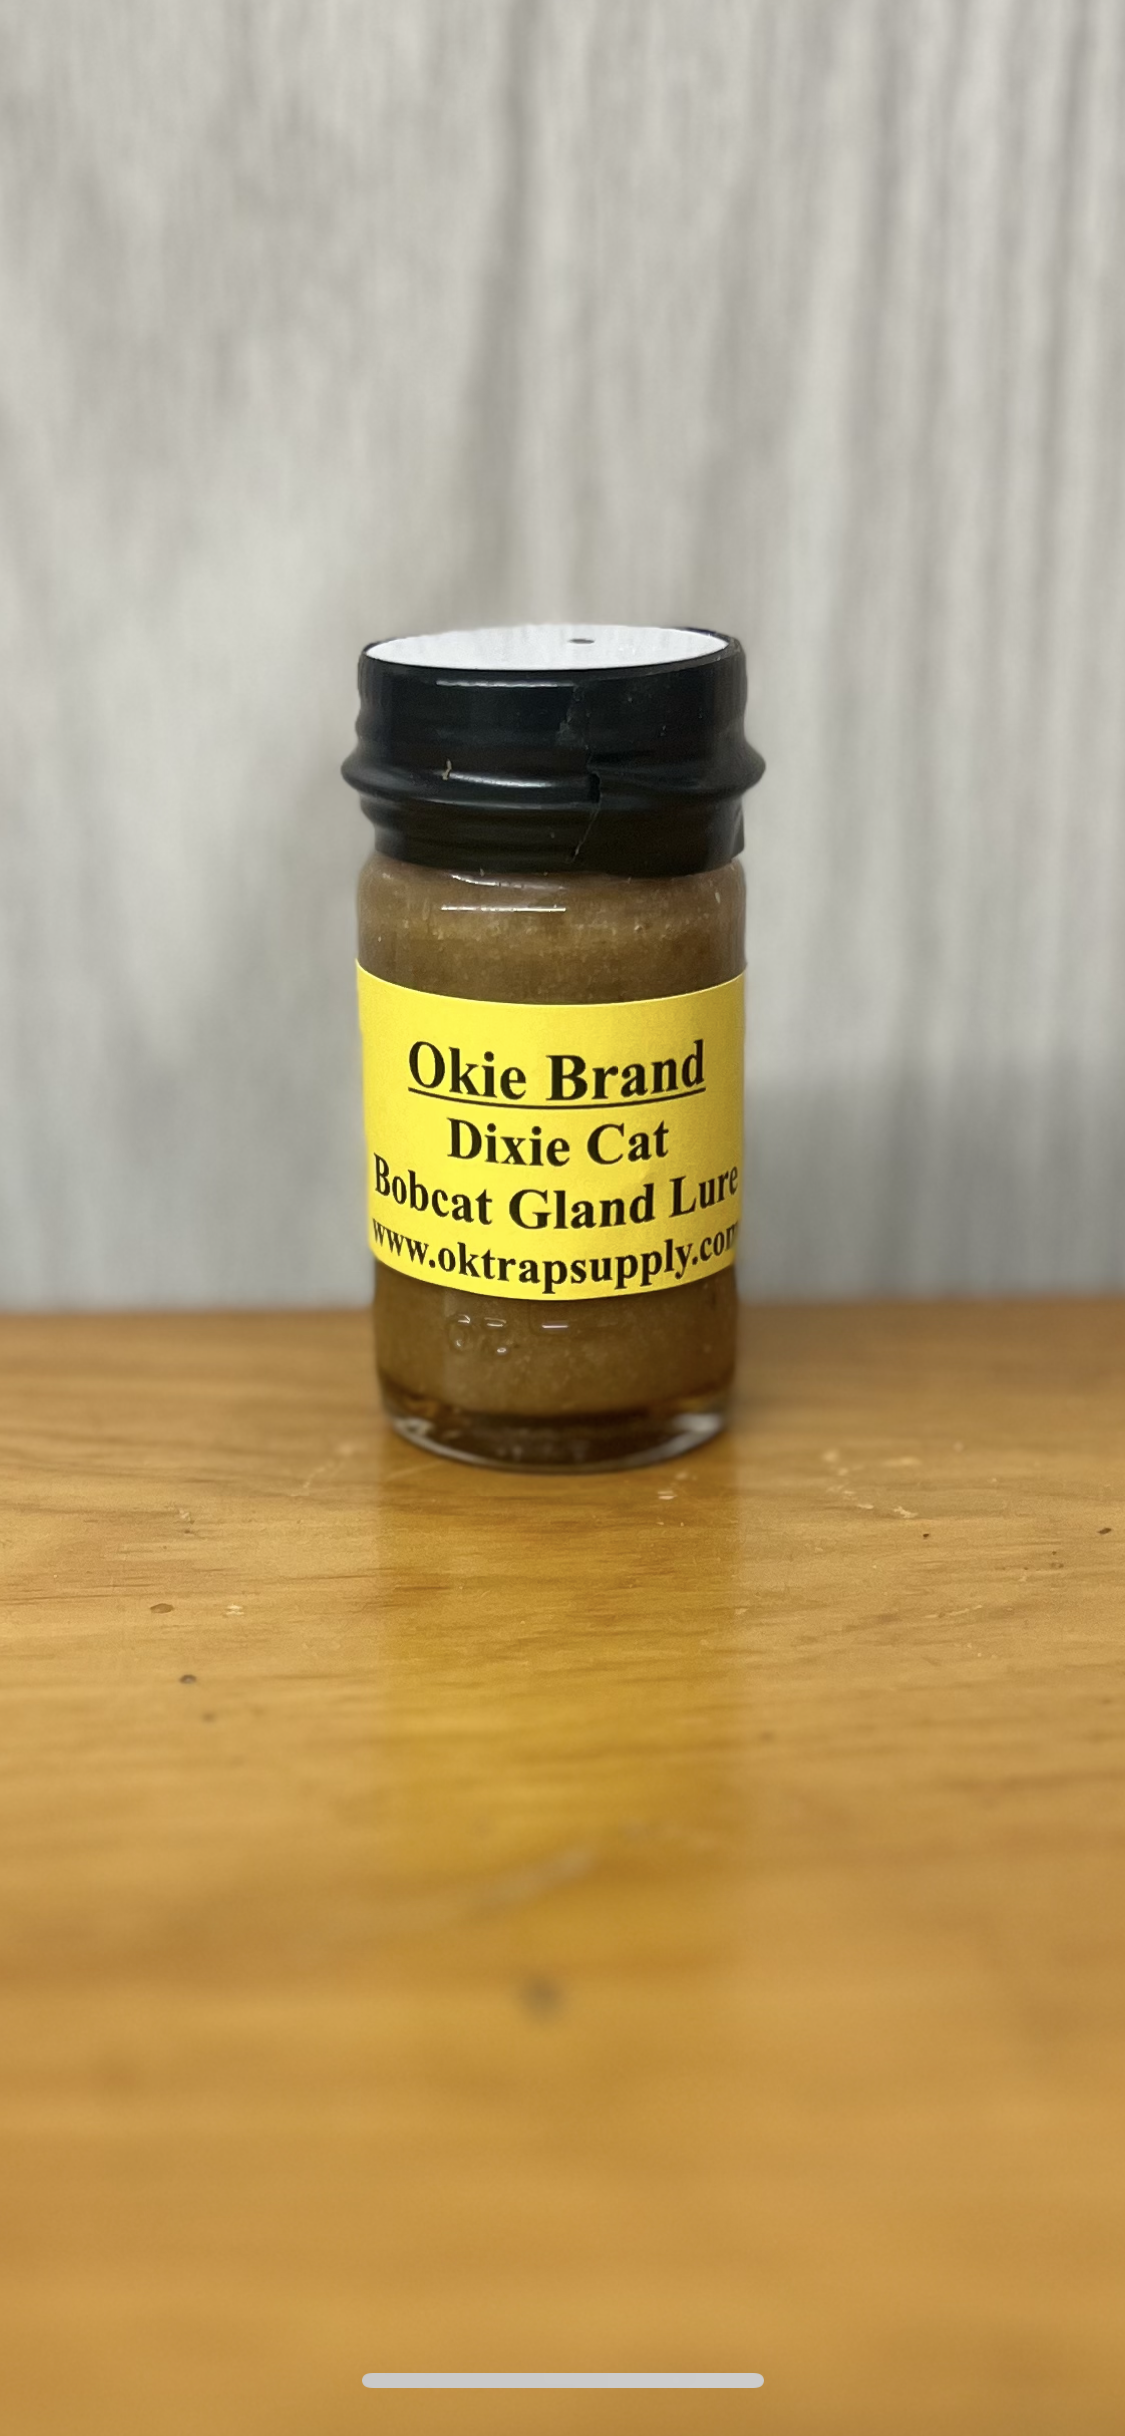 Okie Brand
Dixie Cat
Bobcat Gland Lure
www.oktrapsupply.com